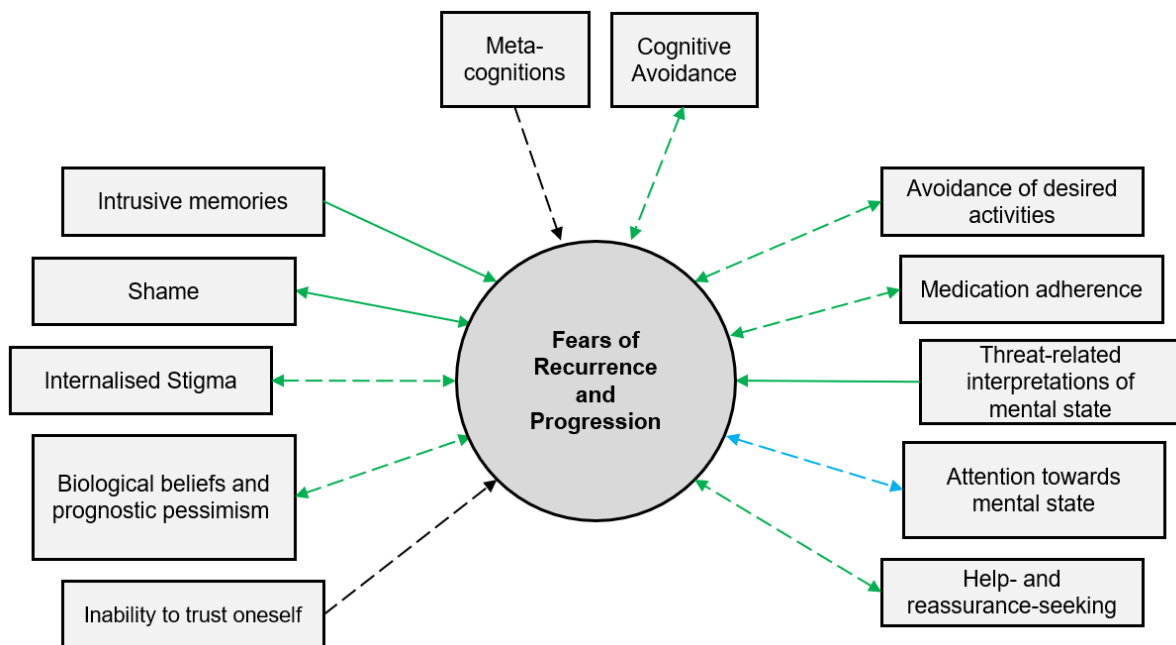 Meta-
cognitions
Cognitive
Avoidance
Intrusive memories
Shame
Internalised Stigma
Biological beliefs and
prognostic pessimism
Inability to trust oneself
Fears of
Recurrence
and
Progression
Avoidance of desired
activities
Medication adherence
Threat-related
interpretations of
mental state
Attention towards
mental state
Help- and
reassurance-seeking